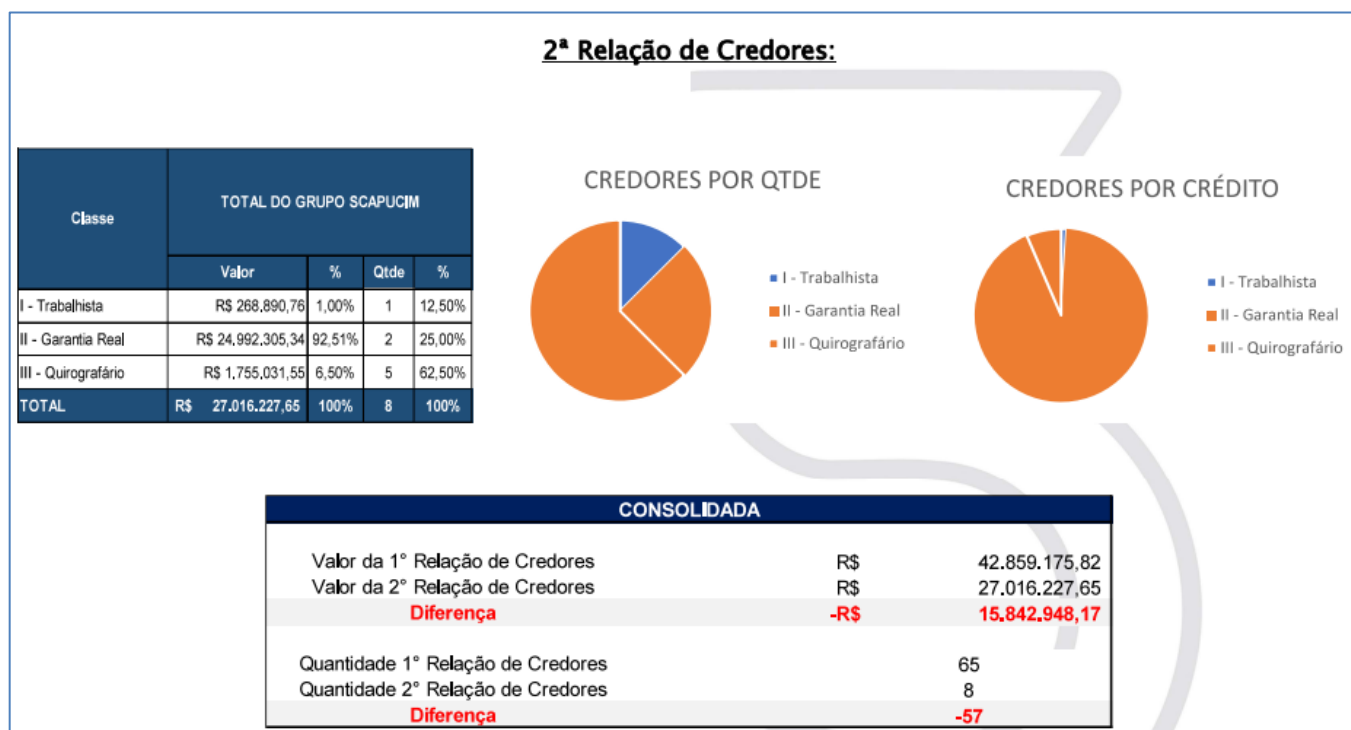 2ª Relação de Credores:
Classe
TOTAL DO GRUPO SCAPUCIM
Valor % Qtde %
I - Trabalhista R$ 268.890,76 1,00% 1 12,50%
II - Garantia Real R$ 24.992.305,34 92,51% 2 25,00%
III - Quirografário R$ 1.755.031,55 6,50% 5 62,50%
TOTAL R$ 27.016.227,65 100% 8 100%
CREDORES POR QTDE
I - Trabalhista
II - Garantia Real
III - Quirografário
CREDORES POR CRÉDITO
I - Trabalhista
II - Garantia Real
III - Quirografário
CONSOLIDADA
Valor da 1° Relação de Credores R$ 42.859.175,82
Valor da 2° Relação de Credores R$ 27.016.227,65
Diferença -R$ 15.842.948,17
Quantidade 1° Relação de Credores 65
Quantidade 2° Relação de Credores 8
Diferença -57